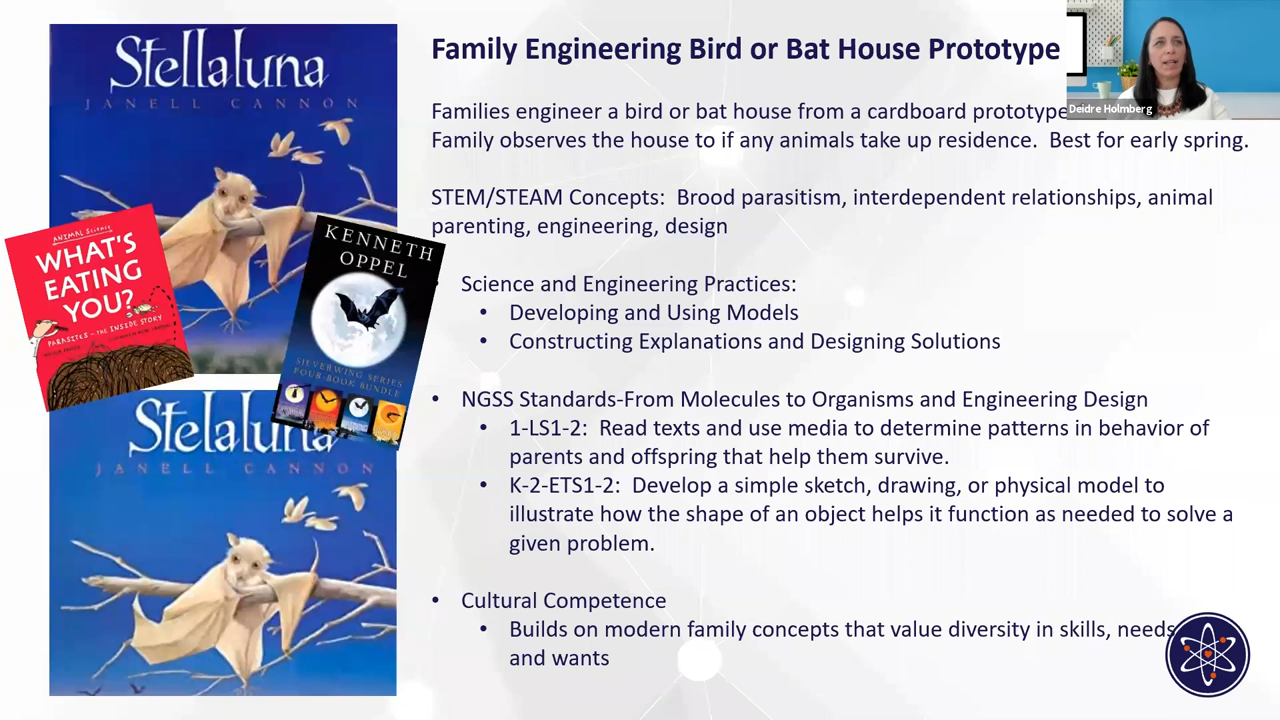 Stellaluna
JANELL CANNON
ANIMAL Science
WHAT'S
EATING
YOU?
PARASITES - THE INSIDE STORY
KENNETH
OPPEL
SILVERWING SERIES
FOUR-BOOK BUNDLE
Stelaluna
JANELL CANNON
Family Engineering Bird or Bat House Prototype
Deidre Holmberg
Families engineer a bird or bat house from a cardboard prototype
Family observes the house to if any animals take up residence. Best for early spring.
STEM/STEAM Concepts: Brood parasitism, interdependent relationships, animal
parenting, engineering, design
Science and Engineering Practices:
• Developing and Using Models
• Constructing Explanations and Designing Solutions
• NGSS Standards-From Molecules to Organisms and Engineering Design
• 1-LS1-2: Read texts and use media to determine patterns in behavior of
parents and offspring that help them survive.
• K-2-ETS1-2: Develop a simple sketch, drawing, or physical model to
illustrate how the shape of an object helps it function as needed to solve a
given problem.
• Cultural Competence
• Builds on modern family concepts that value diversity in skills, needs
and wants